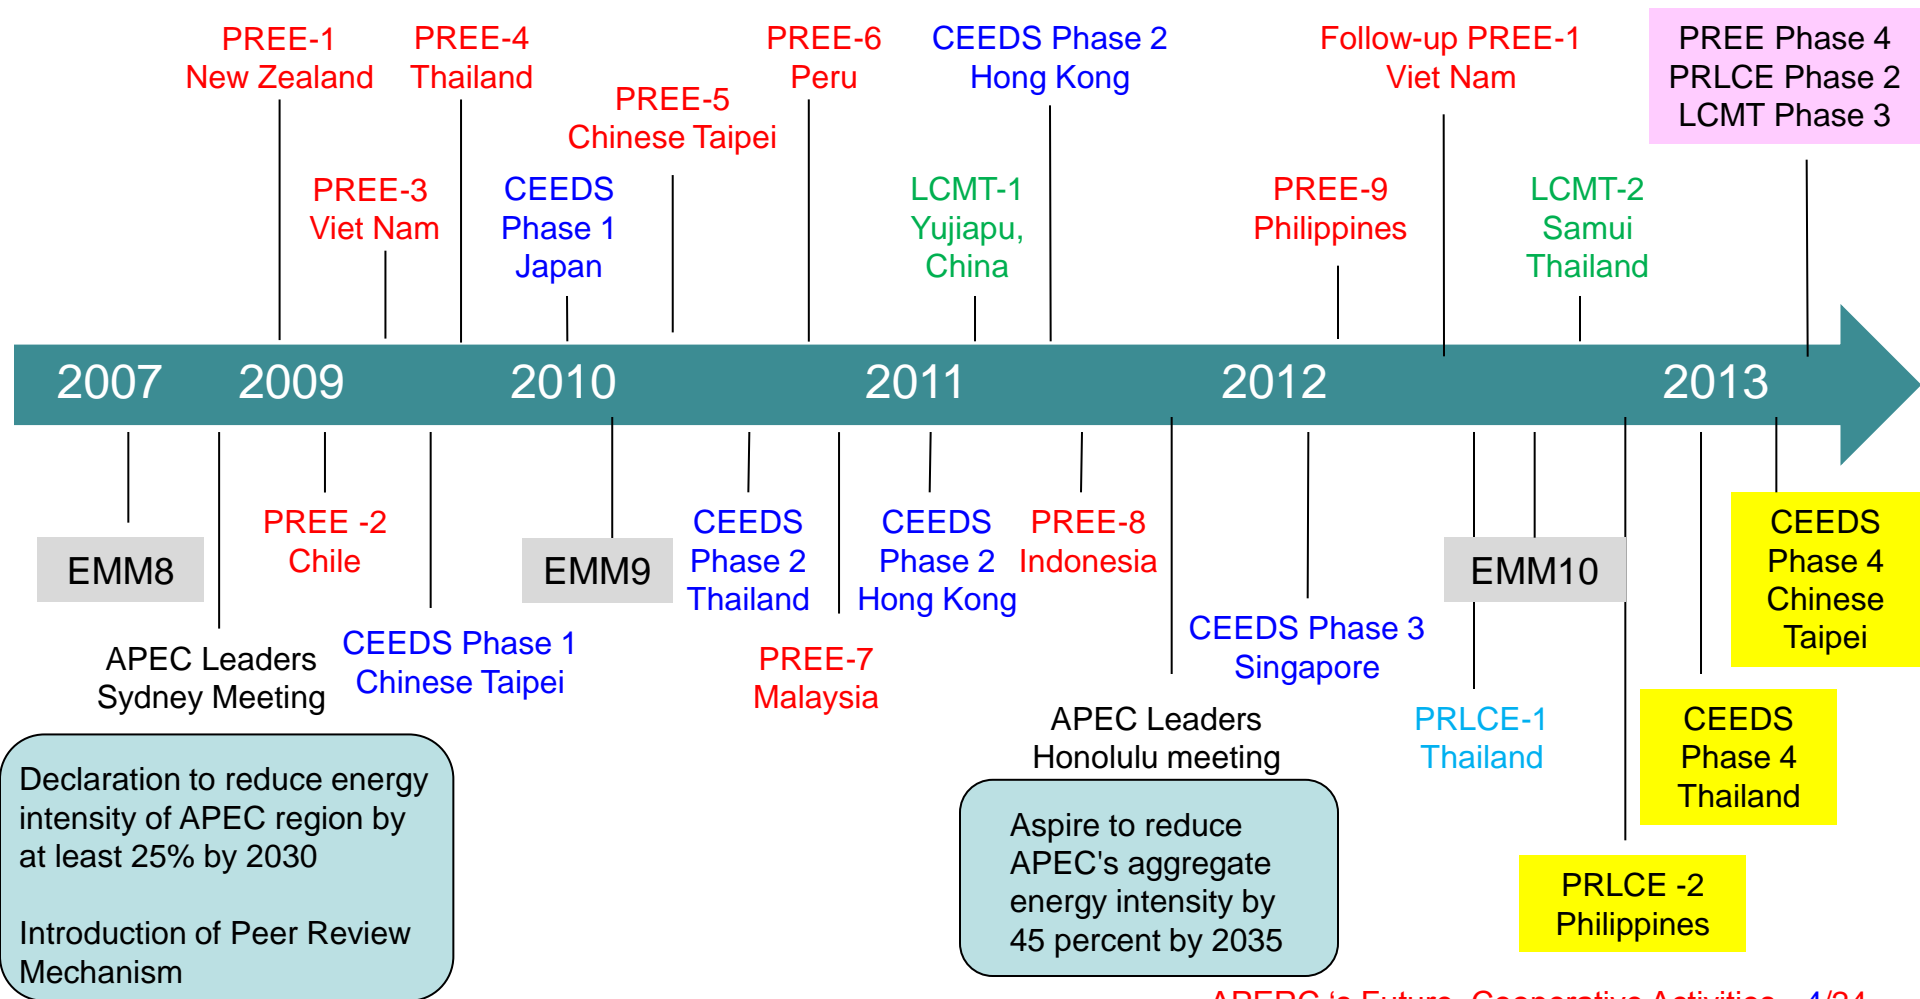 PREE-1
New Zealand
PREE-4
Thailand
PREE-5
Chinese Taipei
PREE-6
Peru
CEEDS Phase 2
Hong Kong
Follow-up PREE-1
Viet Nam
PREE Phase 4
PRLCE Phase 2
LCMT Phase 3
PREE-3
Viet Nam
CEEDS
Phase 1
Japan
LCMT-1
Yujiapu,
China
PREE-9
Philippines
LCMT-2
Samui
Thailand
2007 2009 2010 2011 2012 2013
EMM8
PREE -2
Chile
EMM9
CEEDS
Phase 2
Thailand
CEEDS
Phase 2
Hong Kong
PREE-8
Indonesia
EMM10
CEEDS
Phase 4
Chinese
Taipei
APEC Leaders
Sydney Meeting
CEEDS Phase 1
Chinese Taipei
PREE-7
Malaysia
CEEDS Phase 3
Singapore
APEC Leaders
Honolulu meeting
PRLCE-1
Thailand
CEEDS
Phase 4
Thailand
Declaration to reduce energy
intensity of APEC region by
at least 25% by 2030
Introduction of Peer Review
Mechanism
Aspire to reduce
APEC's aggregate
energy intensity by
45 percent by 2035
PRLCE -2
Philippines
APERC 's Future Cooperative Activities 4/24